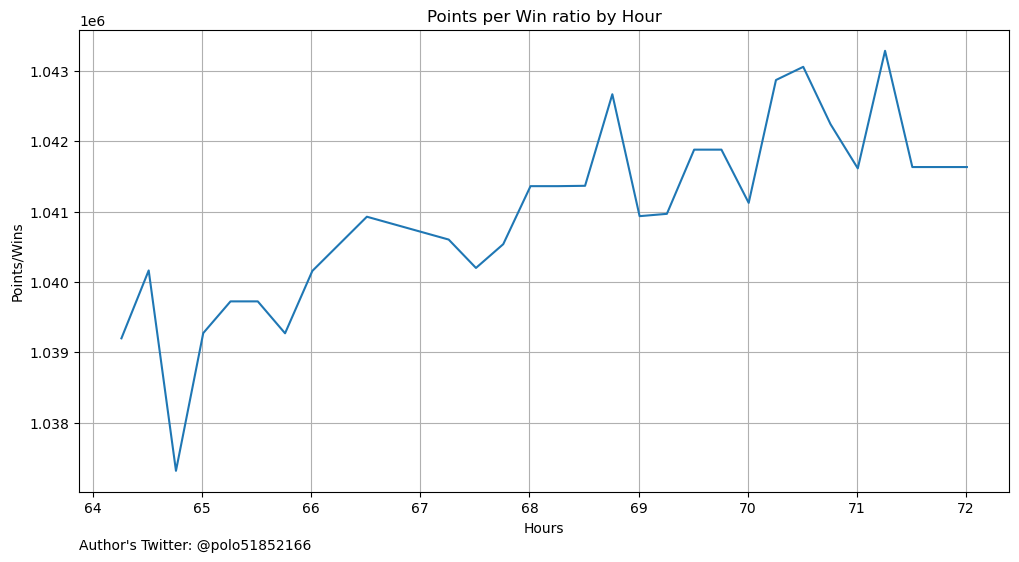 Points per Win ratio by Hour
1e6
1.043
1.042
1.041
1.040
1.039
1.038
Points/Wins
64 65 66 67 68 69 70 71 72
Hours
Author's Twitter: @polo51852166